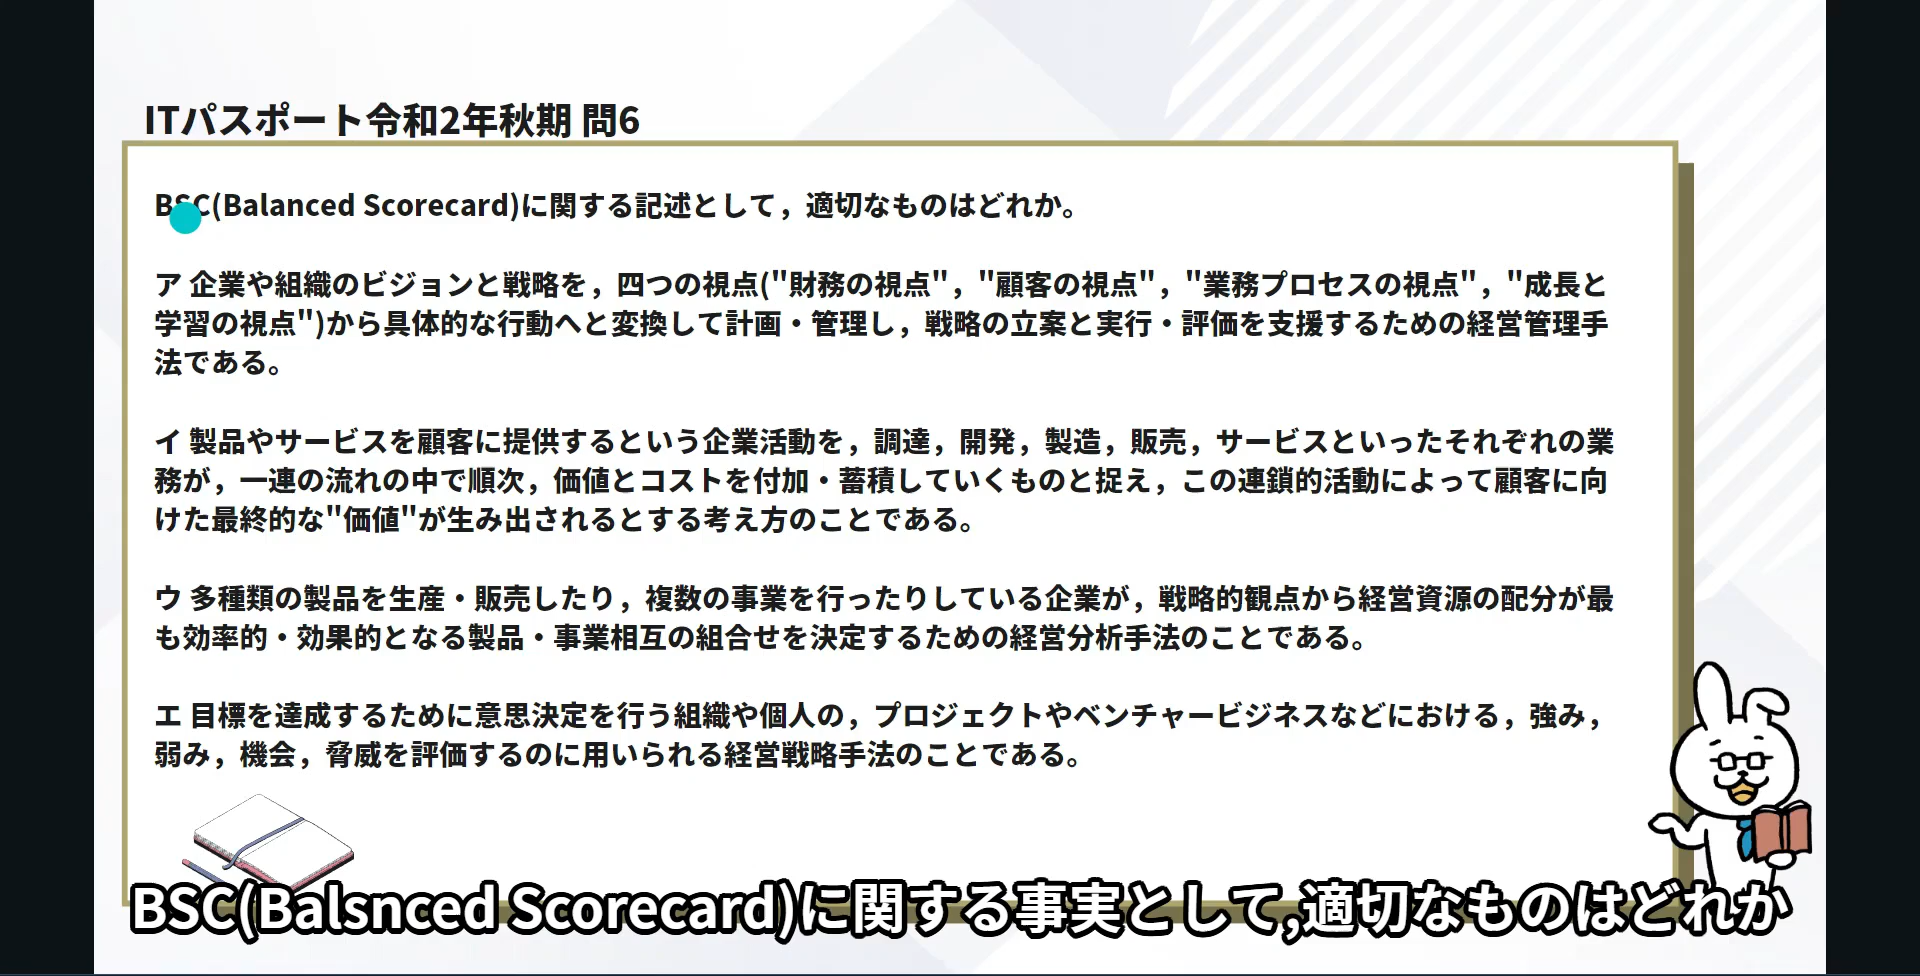 ITパスポート令和2年秋期 問6
BSC(Balanced Scorecard)に関する記述として，適切なものはどれか。
ア 企業や組織のビジョンと戦略を，四つの視点("財務の視点"，"顧客の視点"，"業務プロセスの視点"，"成長と
学習の視点")から具体的な行動へと変換して計画・管理し，戦略の立案と実行・評価を支援するための経営管理手
法である。
イ 製品やサービスを顧客に提供するという企業活動を，調達，開発，製造，販売，サービスといったそれぞれの業
務が，一連の流れの中で順次，価値とコストを付加・蓄積していくものと捉え，この連鎖的活動によって顧客に向
けた最終的な"価値"が生み出されるとする考え方のことである。
ウ 多種類の製品を生産・販売したり，複数の事業を行ったりしている企業が，戦略的観点から経営資源の配分が最
も効率的・効果的となる製品・事業相互の組合せを決定するための経営分析手法のことである。
エ 目標を達成するために意思決定を行う組織や個人の，プロジェクトやベンチャービジネスなどにおける，強み，
弱み，機会，脅威を評価するのに用いられる経営戦略手法のことである。
BSC(Balsnced Scorecard)に関する事実として,適切なものはどれか